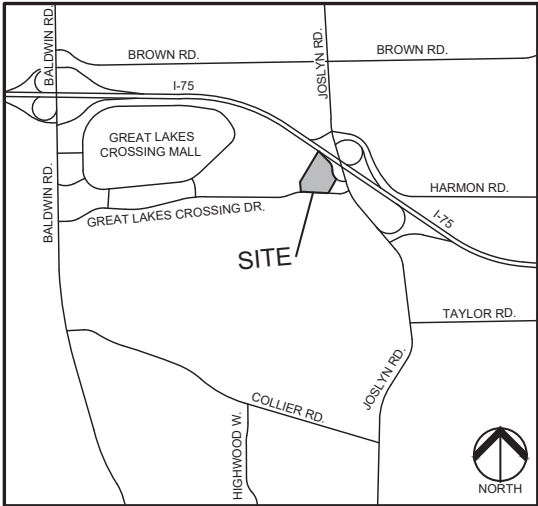 BALDWIN RD.
BROWN RD.
JOSLYN RD.
BROWN RD.
I-75
GREAT LAKES
CROSSING MALL
BALDWIN RD.
GREAT LAKES CROSSING DR.
HARMON RD.
I-75
SITE
TAYLOR RD.
JOSLYN RD.
COLLIER RD.
HIGHWOOD W.
NORTH